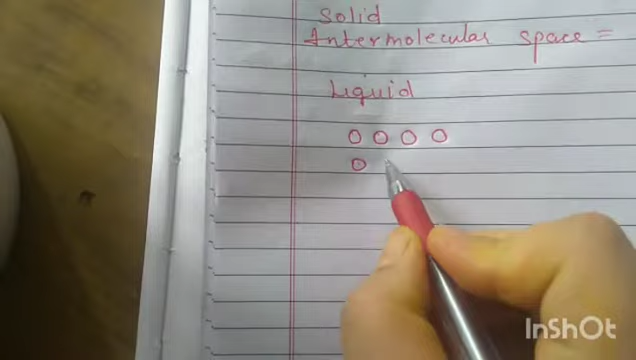 Solid
Intermolecular space =
Liquid
InShOt